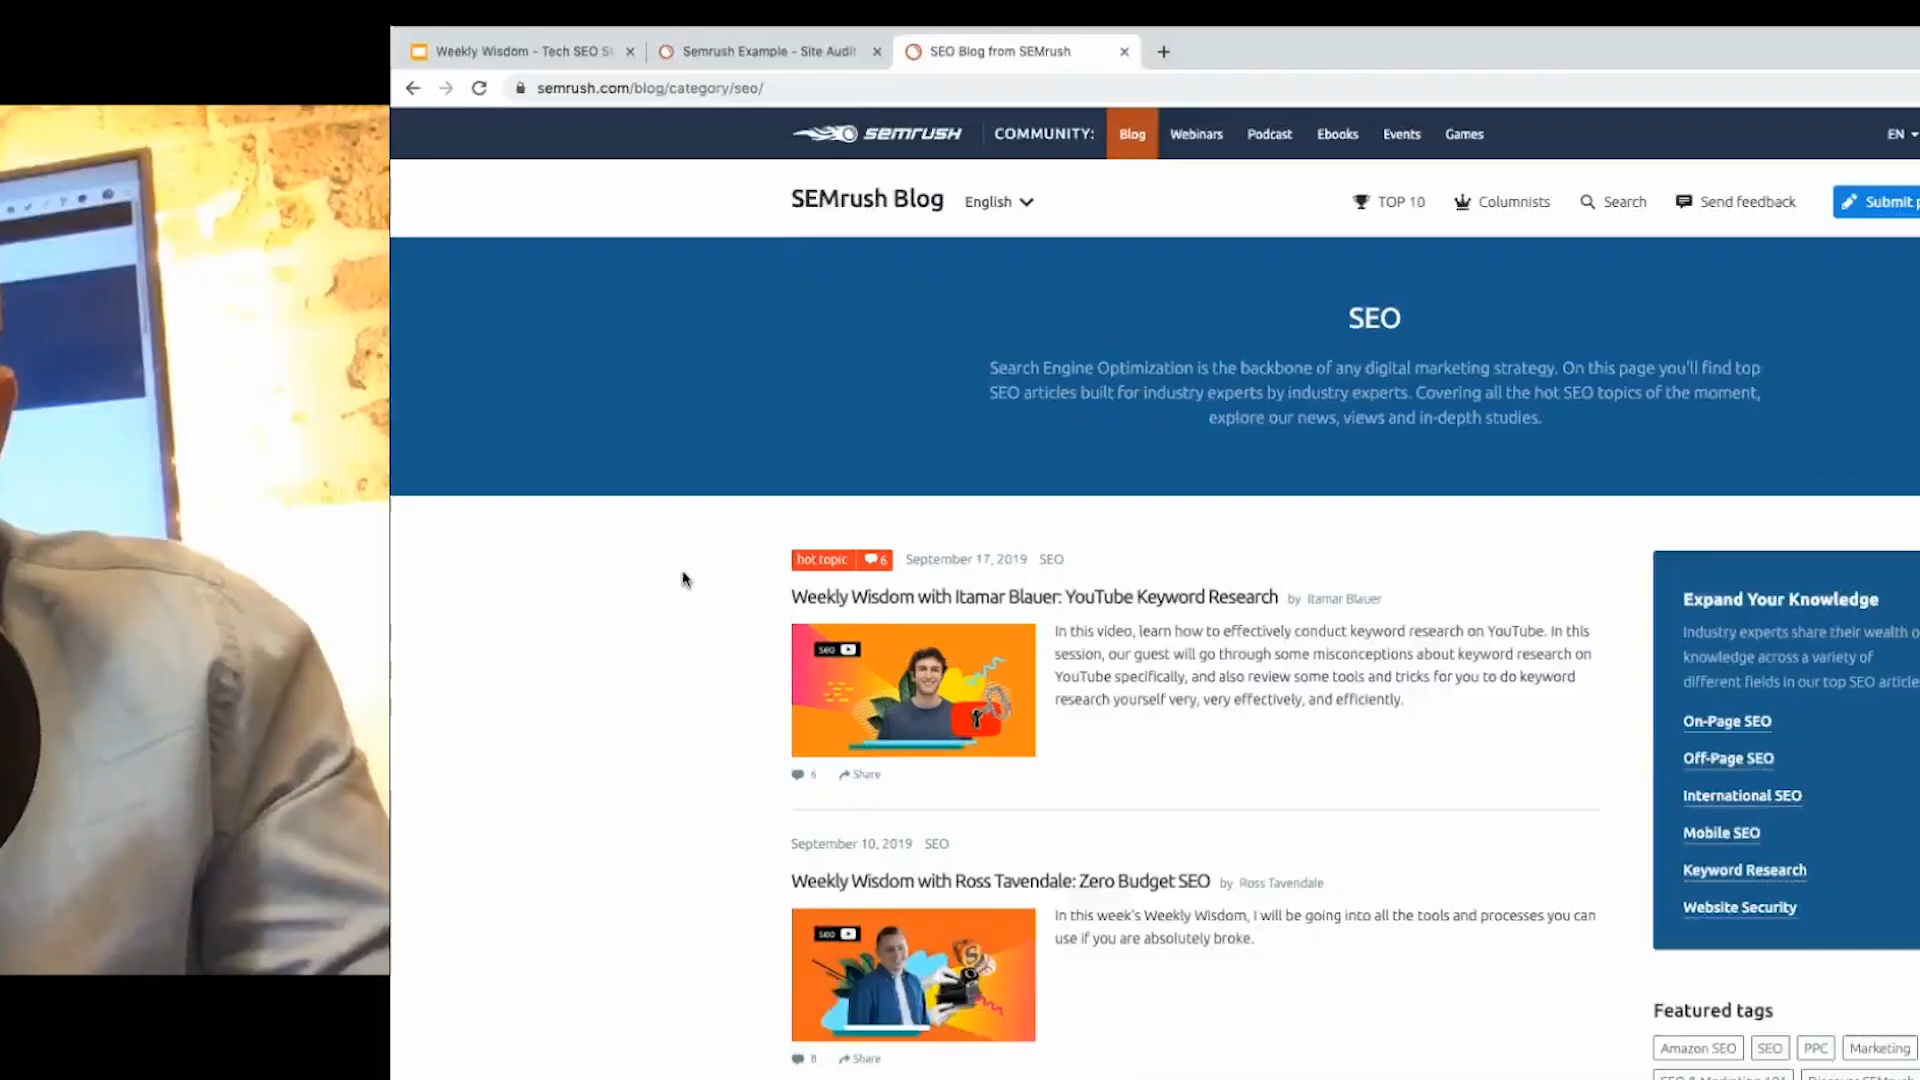 Weekly Wisdom - Tech SEO
Semrush Example - Site Audit
SEO Blog from SEMrush
semrush.com/blog/category/seo/
semrush
COMMUNITY:
Blog
Webinars
Podcast
Ebooks
Events
Games
EN
SEMrush Blog
English
TOP 10
Columnists
Search
Send feedback
Submit
SEO
Search Engine Optimization is the backbone of any digital marketing strategy. On this page you'll find top
SEO articles built for industry experts by industry experts. Covering all the hot SEO topics of the moment,
explore our news, views and in-depth studies.
hot topic 6 September 17, 2019 SEO
Weekly Wisdom with Itamar Blauer: YouTube Keyword Research by Itamar Blauer
seo
In this video, learn how to effectively conduct keyword research on YouTube. In this
session, our guest will go through some misconceptions about keyword research on
YouTube specifically, and also review some tools and tricks for you to do keyword
research yourself very, very effectively, and efficiently.
6 Share
September 10, 2019 SEO
Weekly Wisdom with Ross Tavendale: Zero Budget SEO by Ross Tavendale
seo
In this week's Weekly Wisdom, I will be going into all the tools and processes you can
use if you are absolutely broke.
8 Share
Expand Your Knowledge
Industry experts share their wealth
knowledge across a variety of
different fields in our top SEO
On-Page SEO
Off-Page SEO
International SEO
Mobile SEO
Keyword Research
Website Security
Featured tags
Amazon SEO SEO PPC Marketing